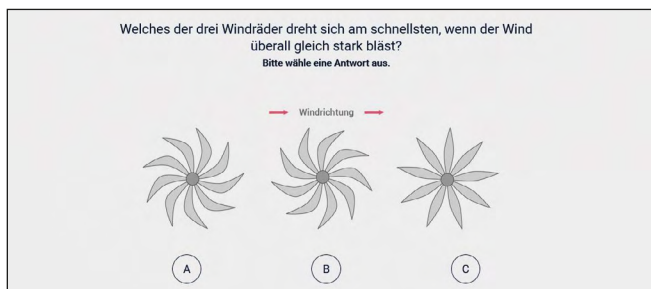 Welches der drei Windräder dreht sich am schnellsten, wenn der Wind
überall gleich stark bläst?
Bitte wähle eine Antwort aus.
Windrichtung
A B C